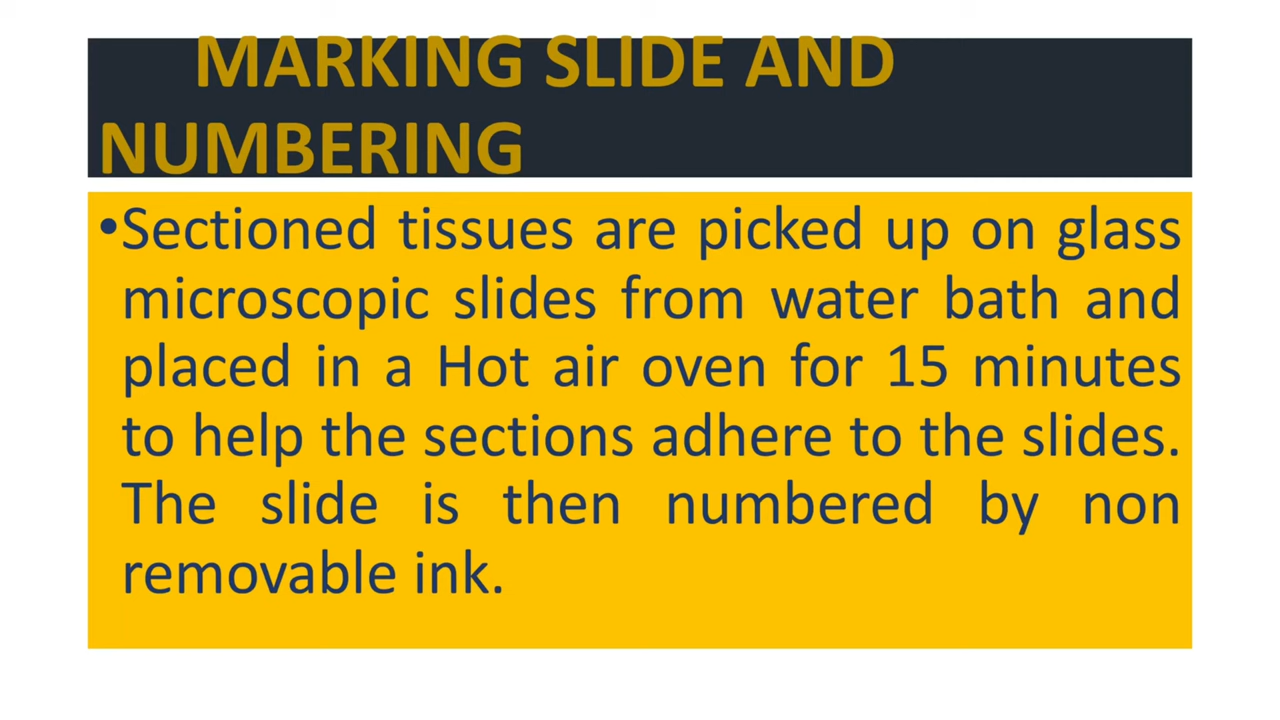 MARKING SLIDE AND
NUMBERING
•Sectioned tissues are picked up on glass
microscopic slides from water bath and
placed in a Hot air oven for 15 minutes
to help the sections adhere to the slides.
The slide is then numbered by non
removable ink.